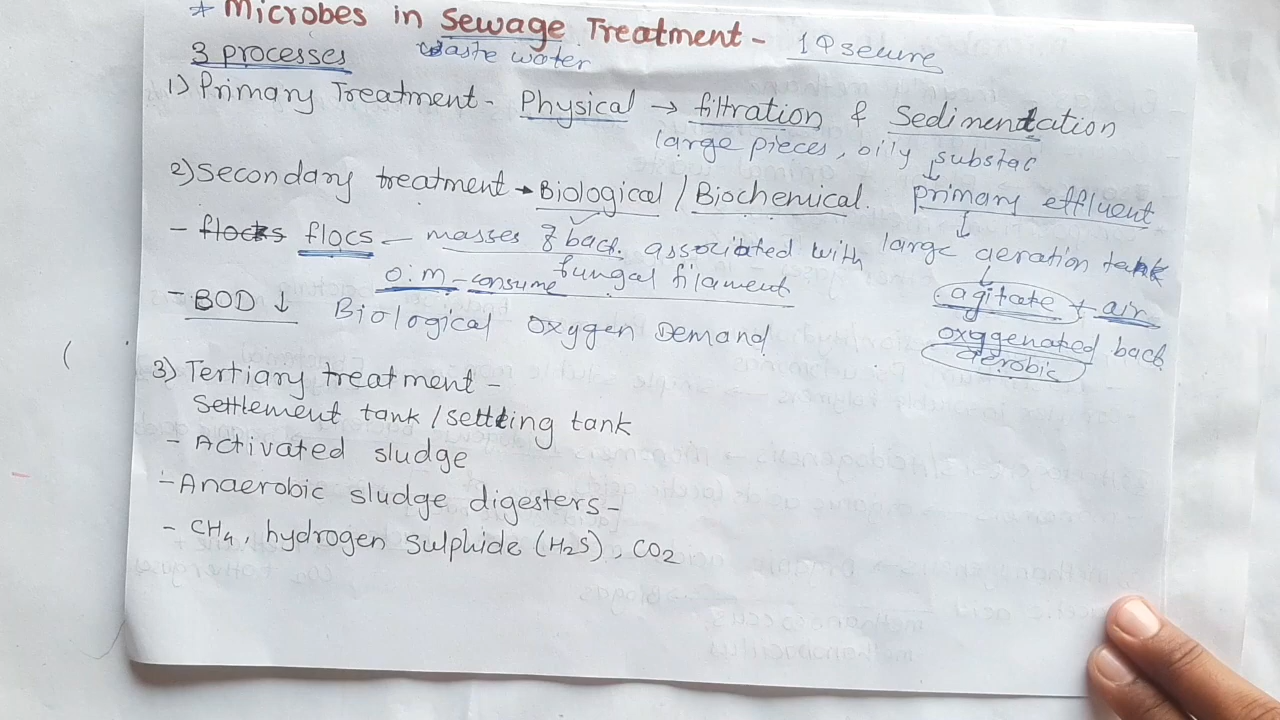 * Microbes in Sewage Treatment - 1Q secure
3 processes waste water
1) Primary Treatment - Physical → filtration & Sedimentation
large pieces, oily substac
↓
2) Secondary treatment → Biological / Biochemical. primary effluent
↓
- flocks flocs - masses of bact. associated with large aeration tank
fungal filament
↓
O.m - consume agitate + air
- BOD ↓ Biological Oxygen Demand oxygenated
aerobic
3) Tertiary treatment -
Settlement tank / settling tank
- Activated sludge
- Anaerobic sludge digesters -
- CH4, hydrogen sulphide (H2S), CO2